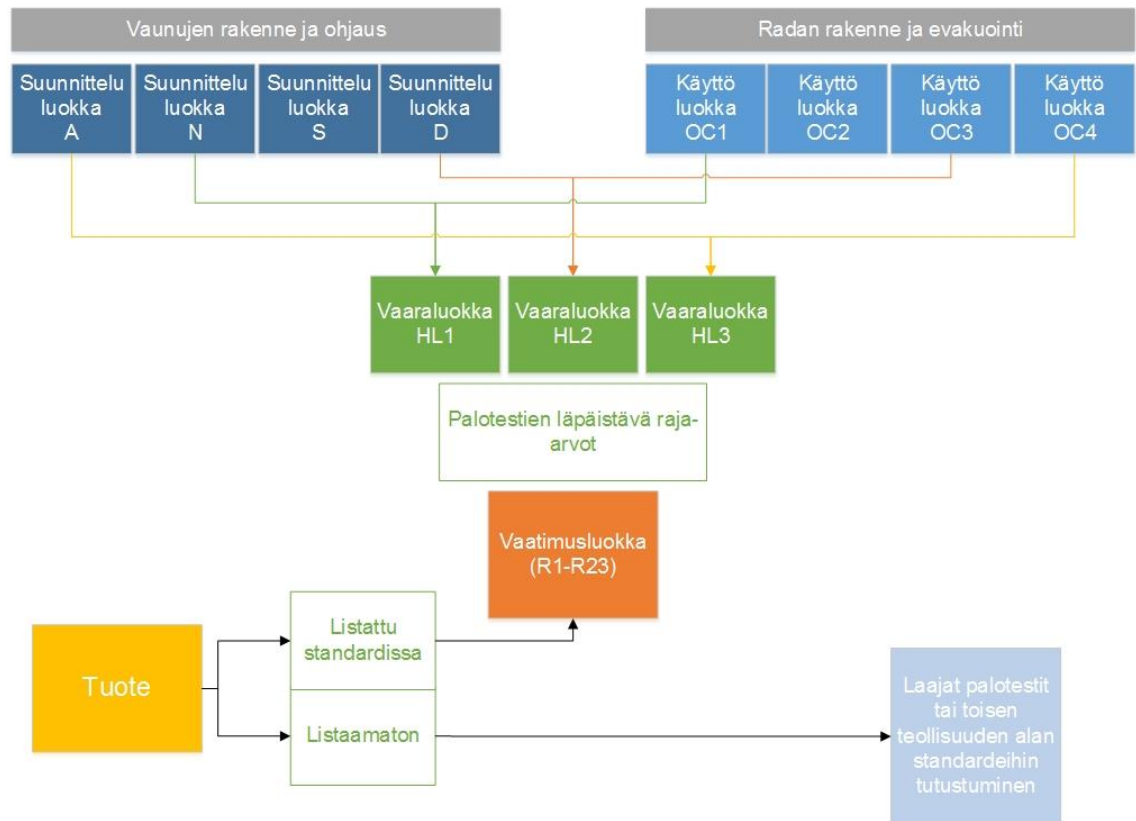 Vaunujen rakenne ja ohjaus
Radan rakenne ja evakuointi
Suunnittelu
luokka
A
Suunnittelu
luokka
N
Suunnittelu
luokka
S
Suunnittelu
luokka
D
Käyttö
luokka
OC1
Käyttö
luokka
OC2
Käyttö
luokka
OC3
Käyttö
luokka
OC4
Vaaraluokka
HL1
Vaaraluokka
HL2
Vaaraluokka
HL3
Palotestien läpäistävä raja-
arvot
Vaatimusluokka
(R1-R23)
Tuote
Listattu
standardissa
Listaamaton
Laajat palotestit
tai toisen
teollisuuden alan
standardeihin
tutustuminen